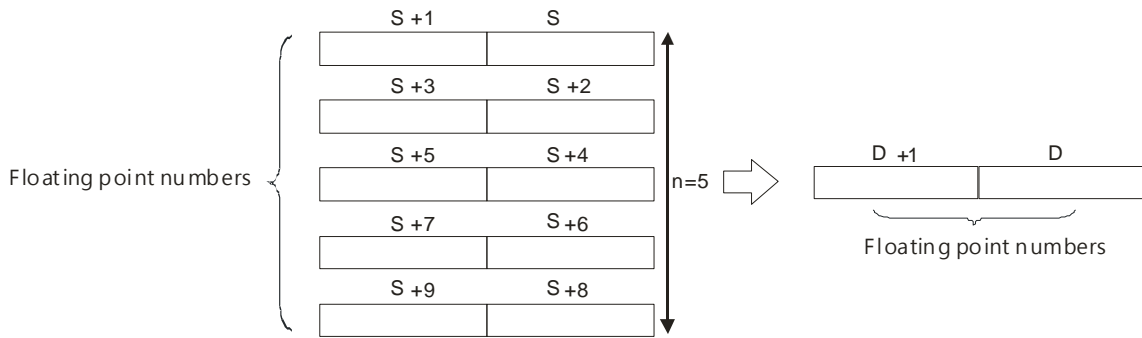 S+1 S
S+3 S+2
S+5 S+4
S+7 S+6
S+9 S+8
Floating point numbers
n=5
D +1 D
Floating point numbers